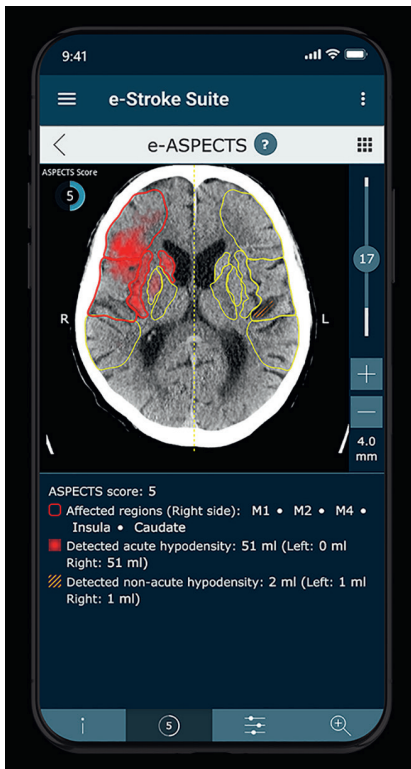 9:41
e-Stroke Suite
e-ASPECTS ?
ASPECTS Score
5
17
R
L
4.0
mm
ASPECTS score: 5
Affected regions (Right side): M1 • M2 • M4 •
Insula • Caudate
Detected acute hypodensity: 51 ml (Left: 0 ml
Right: 51 ml)
Detected non-acute hypodensity: 2 ml (Left: 1 ml
Right: 1 ml)
i
5